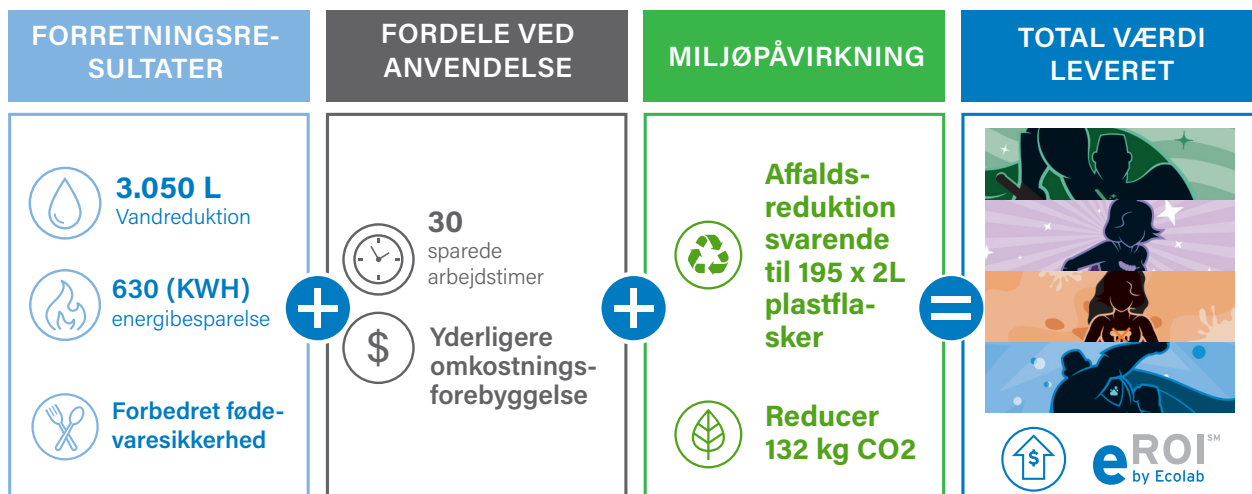 FORRETNINGSRE-
SULTATER
3.050 L
Vandreduktion
630 (KWH)
energibesparelse
Forbedret føde-
varesikkerhed
FORDELE VED
ANVENDELSE
30
sparede
arbejdstimer
$
Yderligere
omkostnings-
forebyggelse
MILJØPÅVIRKNING
Affalds-
reduktion
svarende
til 195 x 2L
plastfla-
sker
Reducer
132 kg CO2
TOTAL VÆRDI
LEVERET
$
eROI℠
by Ecolab